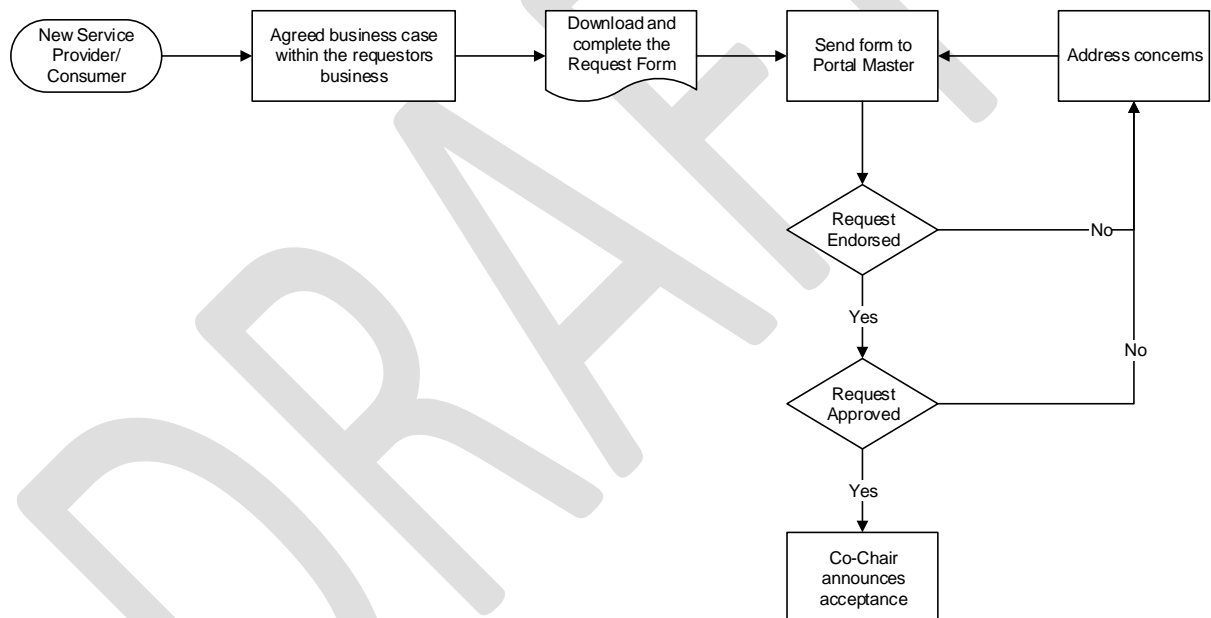 New Service
Provider/
Consumer
Agreed business case
within the requestors
business
Download and
complete the
Request Form
Send form to
Portal Master
Address concerns
Request
Endorsed
No
Yes
No
Request
Approved
Yes
Co-Chair
announces
acceptance
DRAFT